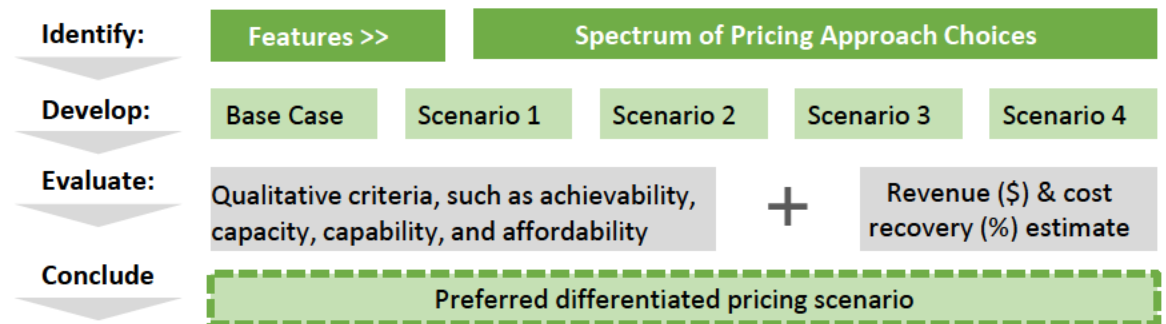 Identify:
Features >>
Spectrum of Pricing Approach Choices
Develop:
Base Case
Scenario 1
Scenario 2
Scenario 3
Scenario 4
Evaluate:
Qualitative criteria, such as achievability,
capacity, capability, and affordability
+
Revenue ($) & cost
recovery (%) estimate
Conclude
Preferred differentiated pricing scenario